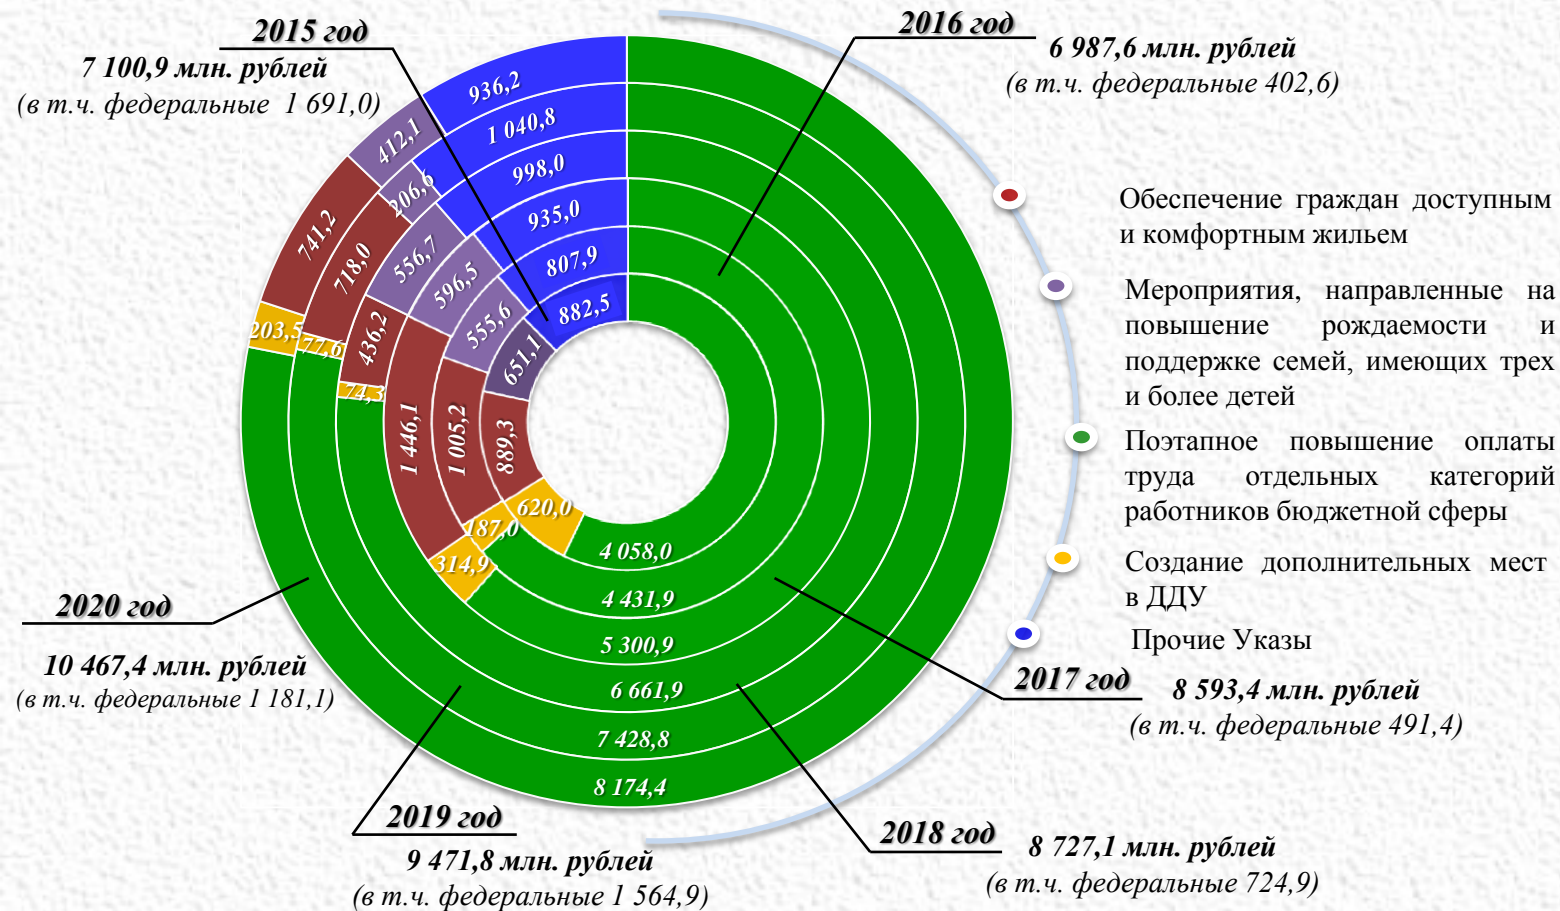 2015 год
7 100,9 млн. рублей
(в т.ч. федеральные 1 691,0)
2016 год
6 987,6 млн. рублей
(в т.ч. федеральные 402,6)
936,2
1 040,8
998,0
935,0
807,9
882,5
412,1
206,6
556,7
596,5
555,6
651,1
741,2
718,0
436,2
1 446,1
1 005,2
889,3
203,5
77,6
74,3
314,9
187,0
620,0
4 058,0
4 431,9
5 300,9
6 661,9
7 428,8
8 174,4
Обеспечение граждан доступным
и комфортным жильем
Мероприятия, направленные на
повышение рождаемости и
поддержке семей, имеющих трех
и более детей
Поэтапное повышение оплаты
труда отдельных категорий
работников бюджетной сферы
Создание дополнительных мест
в ДДУ
Прочие Указы
2020 год
10 467,4 млн. рублей
(в т.ч. федеральные 1 181,1)
2017 год
8 593,4 млн. рублей
(в т.ч. федеральные 491,4)
2019 год
9 471,8 млн. рублей
(в т.ч. федеральные 1 564,9)
2018 год
8 727,1 млн. рублей
(в т.ч. федеральные 724,9)